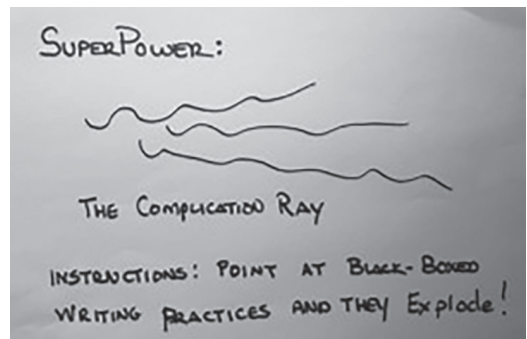 SuperPower:
The Complication Ray
Instructions: Point at Black-Boxed
Writing Practices and they Explode!